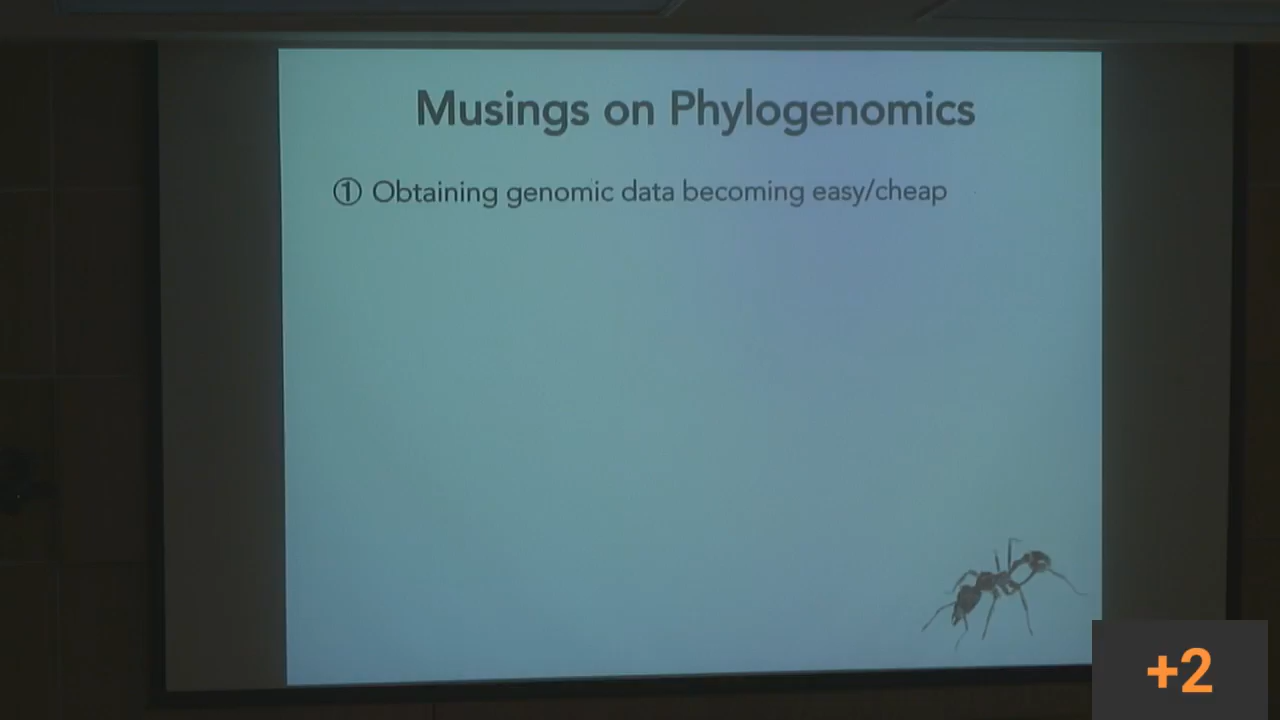 Musings on Phylogenomics
① Obtaining genomic data becoming easy/cheap
+2